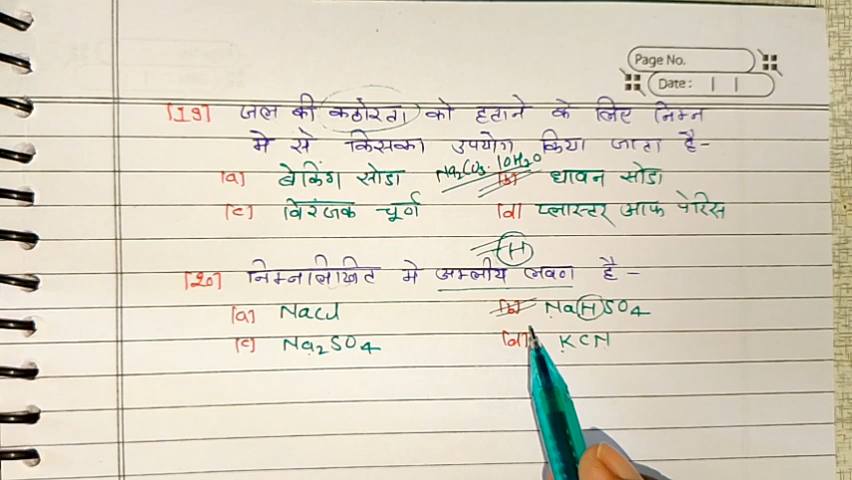 Page No.
Date: | |
[19] जल की कठोरता को हटाने के लिए निम्न
मे से किसका उपयोग किया जाता है-
Na₂CO₃·10H₂O
[a] बेकिंग सोडा [b] धावन सोडा
[c] विरंजक चूर्ण [d] प्लास्टर आफ पेरिस
H
[20] निम्नलिखित मे अम्लीय लवण है-
[a] Nacl [b] NaHSO₄
[c] Na₂SO₄ [d] KCN